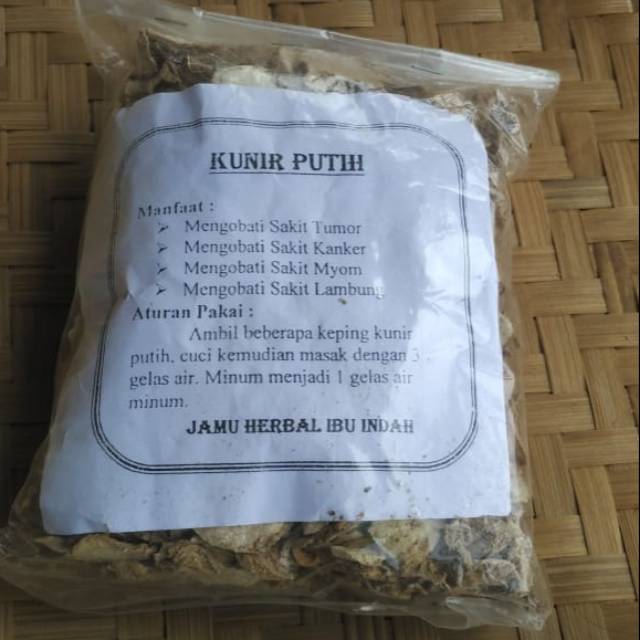 KUNIR PUTIH
Manfaat :
➤ Mengobati Sakit Tumor
➤ Mengobati Sakit Kanker
➤ Mengobati Sakit Myom
➤ Mengobati Sakit Lambung
Aturan Pakai :
Ambil beberapa keping kunir
putih, cuci kemudian masak dengan 3
gelas air. Minum menjadi 1 gelas air
minum.
JAMU HERBAL IBU INDAH